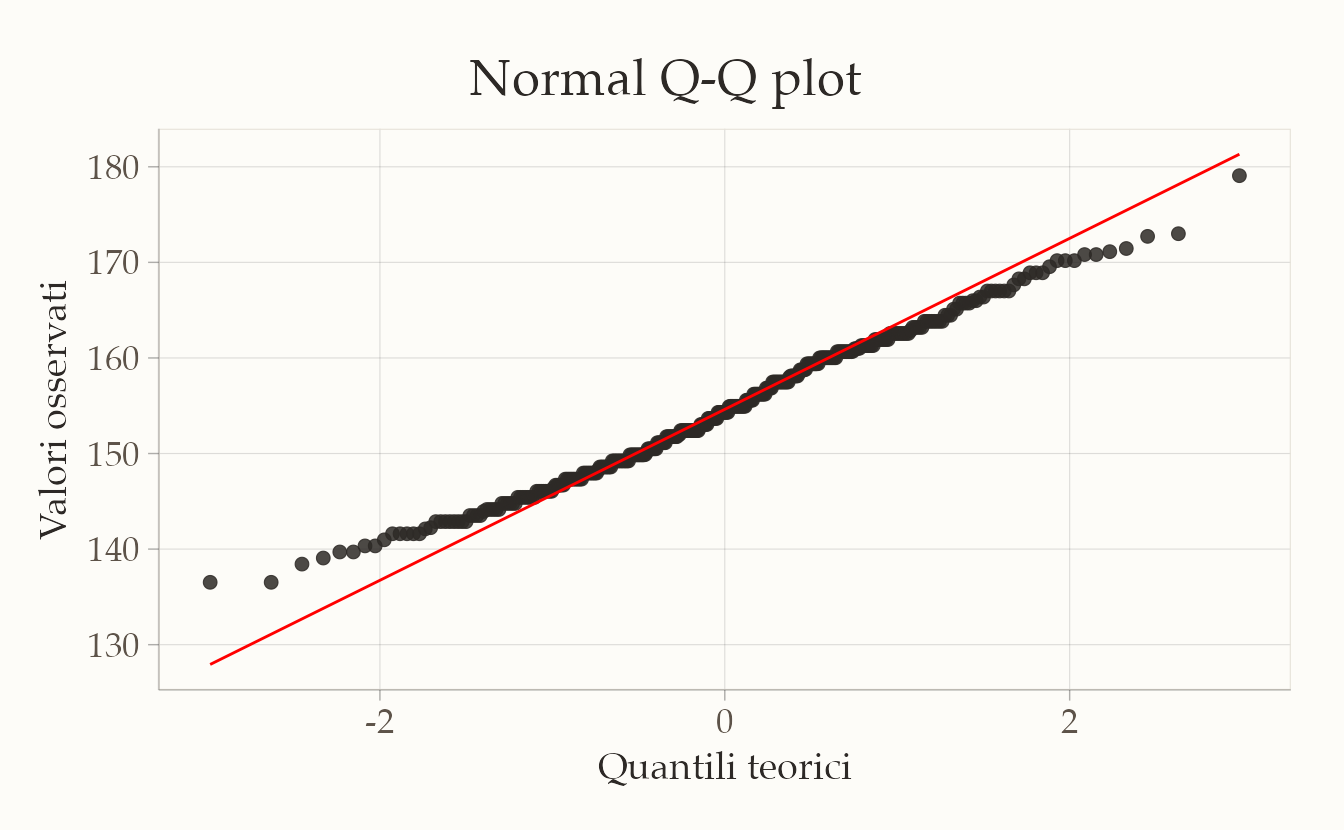 Normal Q-Q plot
180
170
160
150
140
130
Valori osservati
-2 0 2
Quantili teorici